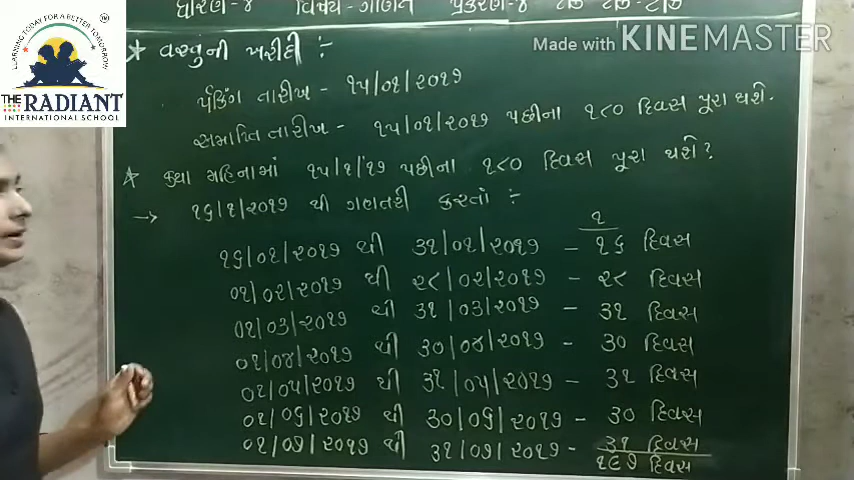 ધોરણ-૪ વિષય-ગણિત પ્રકરણ-૪ ટીક ટીક-ટીક
Made with KINEMASTER
LEARNING TODAY FOR A BETTER TOMORROW
THE RADIANT
INTERNATIONAL SCHOOL
★ વસ્તુની ખરીદી :-
પેકિંગ તારીખ - ૧૫/૦૧/૨૦૧૭
સમાપ્તિ તારીખ - ૧૫/૦૧/૨૦૧૭ પછીના ૧૮૦ દિવસ પૂરા થશે.
★ ક્યા મહિનામાં ૧૫/૧/૧૭ પછીના ૧૮૦ દિવસ પૂરા થશે?
→ ૧૬/૧/૨૦૧૭ થી ગણતરી કરતાં :-
૧
૧૬/૦૧/૨૦૧૭ થી ૩૧/૦૧/૨૦૧૭ - ૧૬ દિવસ
૦૧/૦૨/૨૦૧૭ થી ૨૮/૦૨/૨૦૧૭ - ૨૮ દિવસ
૦૧/૦૩/૨૦૧૭ થી ૩૧/૦૩/૨૦૧૭ - ૩૧ દિવસ
૦૧/૦૪/૨૦૧૭ થી ૩૦/૦૪/૨૦૧૭ - ૩૦ દિવસ
૦૧/૦૫/૨૦૧૭ થી ૩૧/૦૫/૨૦૧૭ - ૩૧ દિવસ
૦૧/૦૬/૨૦૧૭ થી ૩૦/૦૬/૨૦૧૭ - ૩૦ દિવસ
૦૧/૦૭/૨૦૧૭ થી ૩૧/૦૭/૨૦૧૭ - ૩૧ દિવસ
૧૯૭ દિવસ